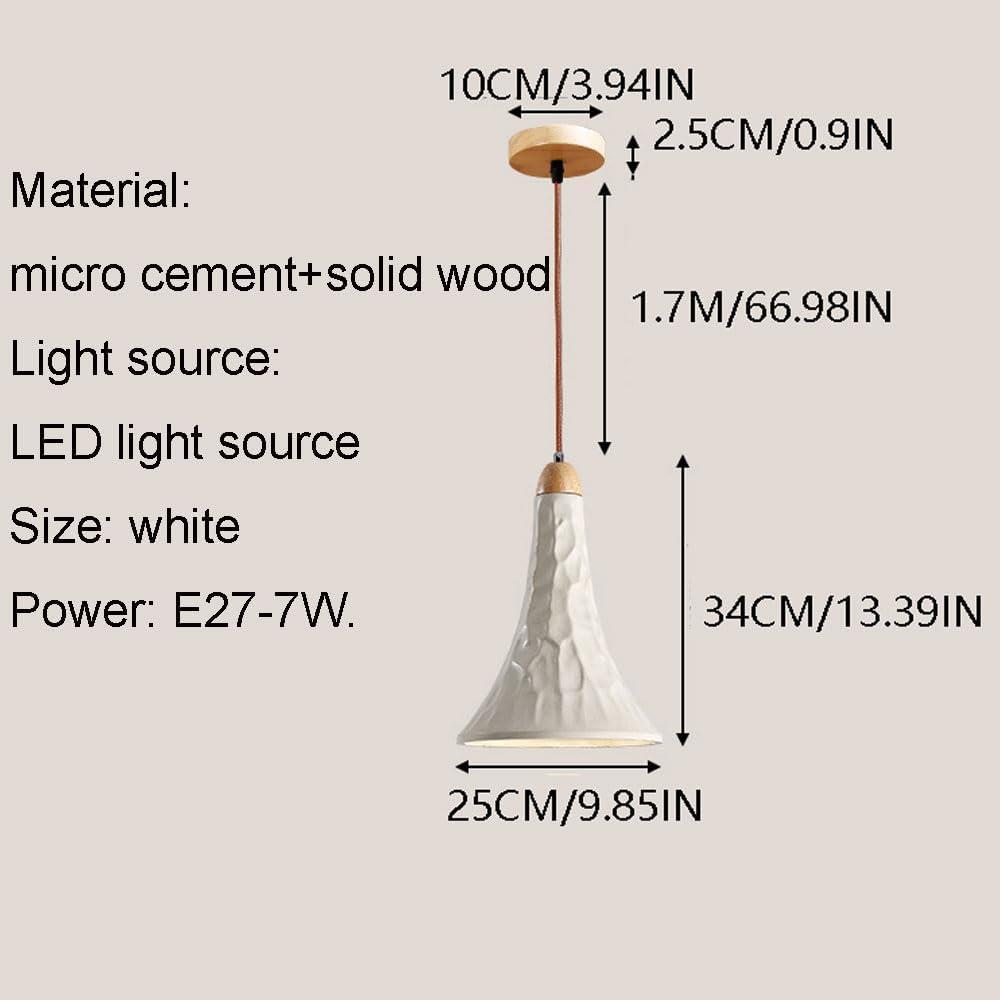 10CM/3.94IN
2.5CM/0.9IN
Material:
micro cement+solid wood
1.7M/66.98IN
Light source:
LED light source
Size: white
Power: E27-7W.
34CM/13.39IN
25CM/9.85IN